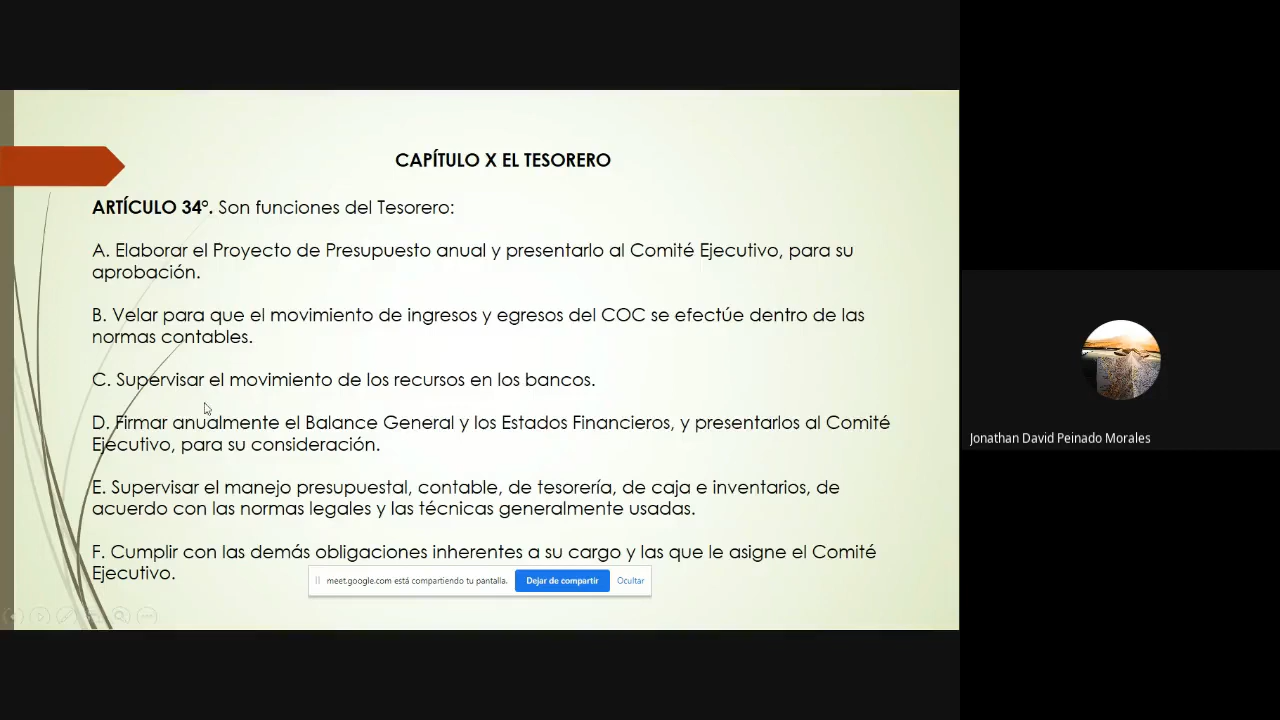 CAPÍTULO X EL TESORERO
ARTÍCULO 34°. Son funciones del Tesorero:
A. Elaborar el Proyecto de Presupuesto anual y presentarlo al Comité Ejecutivo, para su
aprobación.
B. Velar para que el movimiento de ingresos y egresos del COC se efectúe dentro de las
normas contables.
C. Supervisar el movimiento de los recursos en los bancos.
D. Firmar anualmente el Balance General y los Estados Financieros, y presentarlos al Comité
Ejecutivo, para su consideración.
E. Supervisar el manejo presupuestal, contable, de tesorería, de caja e inventarios, de
acuerdo con las normas legales y las técnicas generalmente usadas.
F. Cumplir con las demás obligaciones inherentes a su cargo y las que le asigne el Comité
Ejecutivo.
meet.google.com está compartiendo tu pantalla. Dejar de compartir Ocultar
Jonathan David Peinado Morales